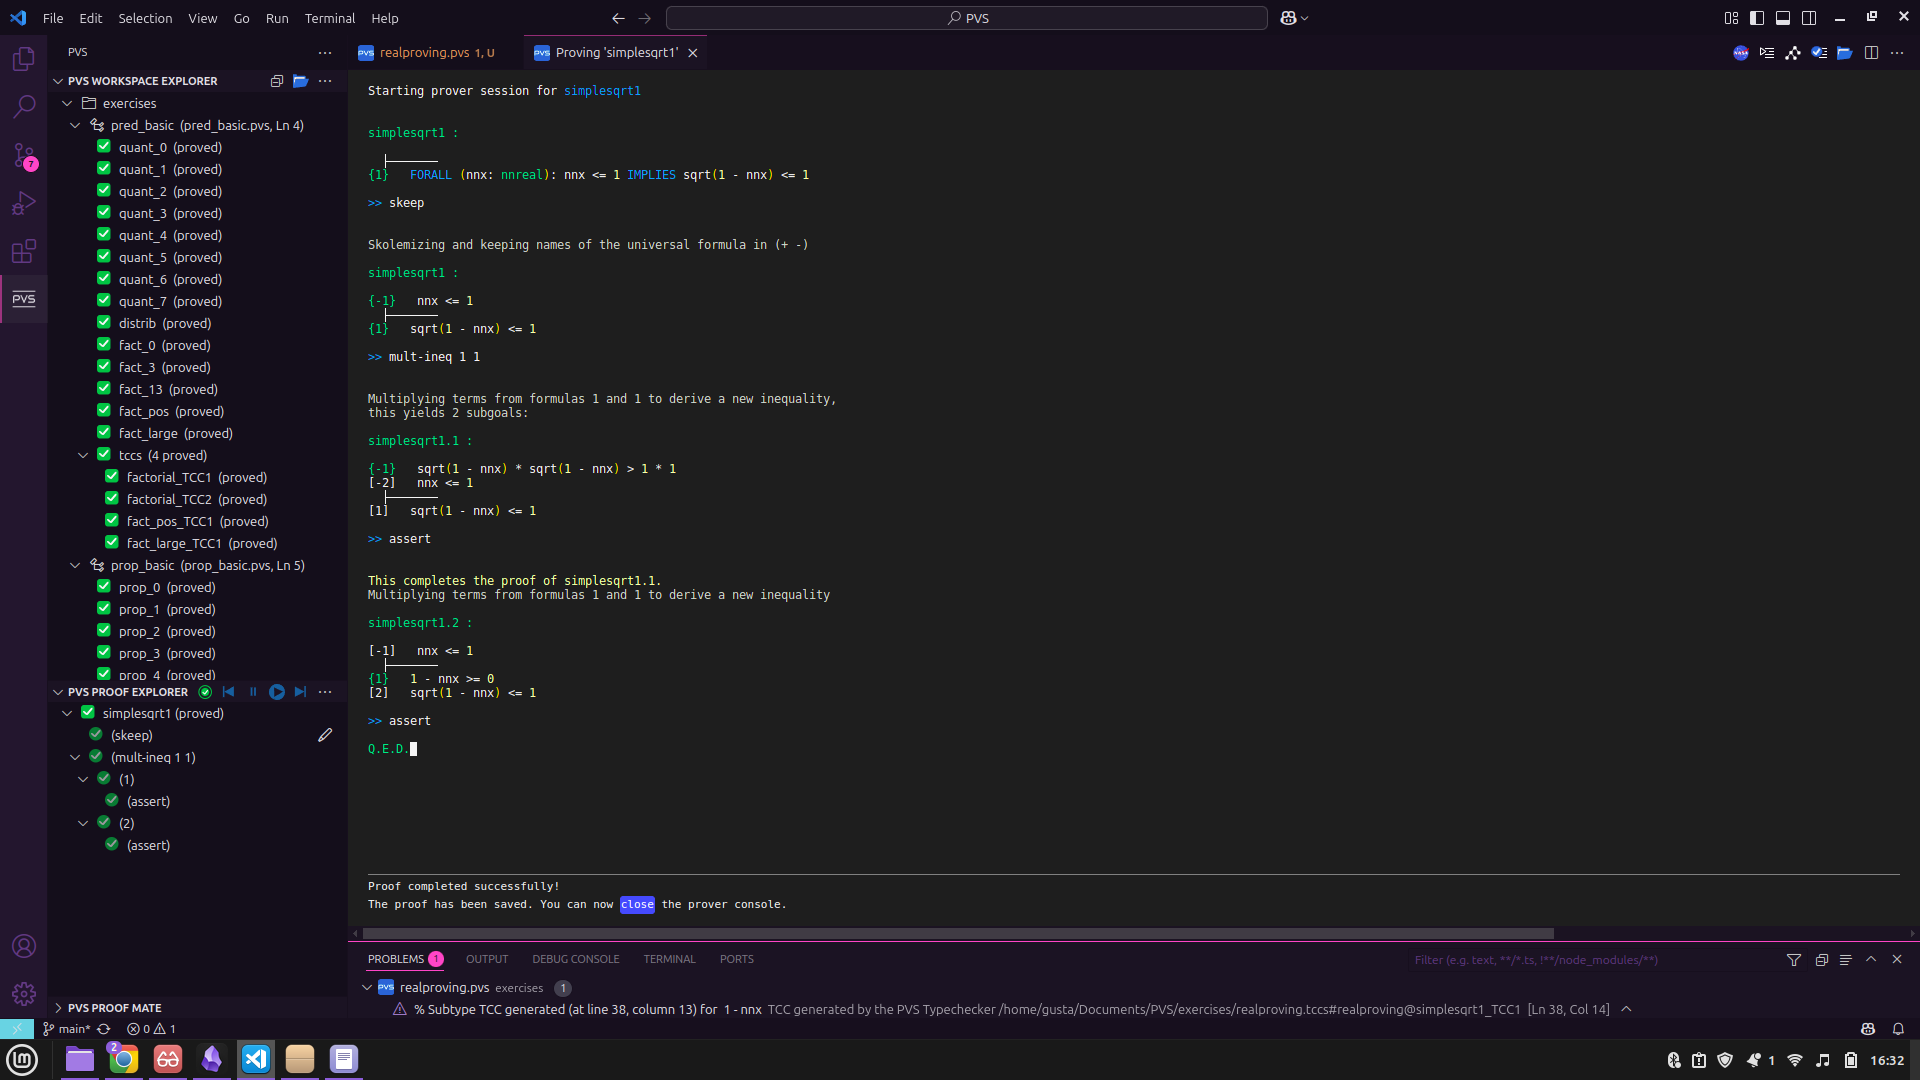 File Edit Selection View Go Run Terminal Help
PVS
PVS
PVS realproving.pvs 1, U
PVS Proving 'simplesqrt1'
PVS WORKSPACE EXPLORER
exercises
pred_basic (pred_basic.pvs, Ln 4)
quant_0 (proved)
quant_1 (proved)
quant_2 (proved)
quant_3 (proved)
quant_4 (proved)
quant_5 (proved)
quant_6 (proved)
quant_7 (proved)
distrib (proved)
fact_0 (proved)
fact_3 (proved)
fact_13 (proved)
fact_pos (proved)
fact_large (proved)
tccs (4 proved)
factorial_TCC1 (proved)
factorial_TCC2 (proved)
fact_pos_TCC1 (proved)
fact_large_TCC1 (proved)
prop_basic (prop_basic.pvs, Ln 5)
prop_0 (proved)
prop_1 (proved)
prop_2 (proved)
prop_3 (proved)
prop_4 (proved)
7
PVS
PVS PROOF EXPLORER
simplesqrt1 (proved)
(skeep)
(mult-ineq 1 1)
(1)
(assert)
(2)
(assert)
PVS PROOF MATE
Starting prover session for simplesqrt1
simplesqrt1 :
{1} FORALL (nnx: nnreal): nnx <= 1 IMPLIES sqrt(1 - nnx) <= 1
>> skeep
Skolemizing and keeping names of the universal formula in (+ -)
simplesqrt1 :
{-1} nnx <= 1
{1} sqrt(1 - nnx) <= 1
>> mult-ineq 1 1
Multiplying terms from formulas 1 and 1 to derive a new inequality,
this yields 2 subgoals:
simplesqrt1.1 :
{-1} sqrt(1 - nnx) * sqrt(1 - nnx) > 1 * 1
[-2] nnx <= 1
[1] sqrt(1 - nnx) <= 1
>> assert
This completes the proof of simplesqrt1.1.
Multiplying terms from formulas 1 and 1 to derive a new inequality
simplesqrt1.2 :
[-1] nnx <= 1
{1} 1 - nnx >= 0
[2] sqrt(1 - nnx) <= 1
>> assert
Q.E.D.
Proof completed successfully!
The proof has been saved. You can now close the prover console.
PROBLEMS 1 OUTPUT DEBUG CONSOLE TERMINAL PORTS
Filter (e.g. text, **/*.ts, !**/node_modules/**)
PVS realproving.pvs exercises 1
% Subtype TCC generated (at line 38, column 13) for 1 - nnx TCC generated by the PVS Typechecker /home/gusta/Documents/PVS/exercises/realproving.tccs#realproving@simplesqrt1_TCC1 [Ln 38, Col 14]
main* 0 1
2
1
16:32